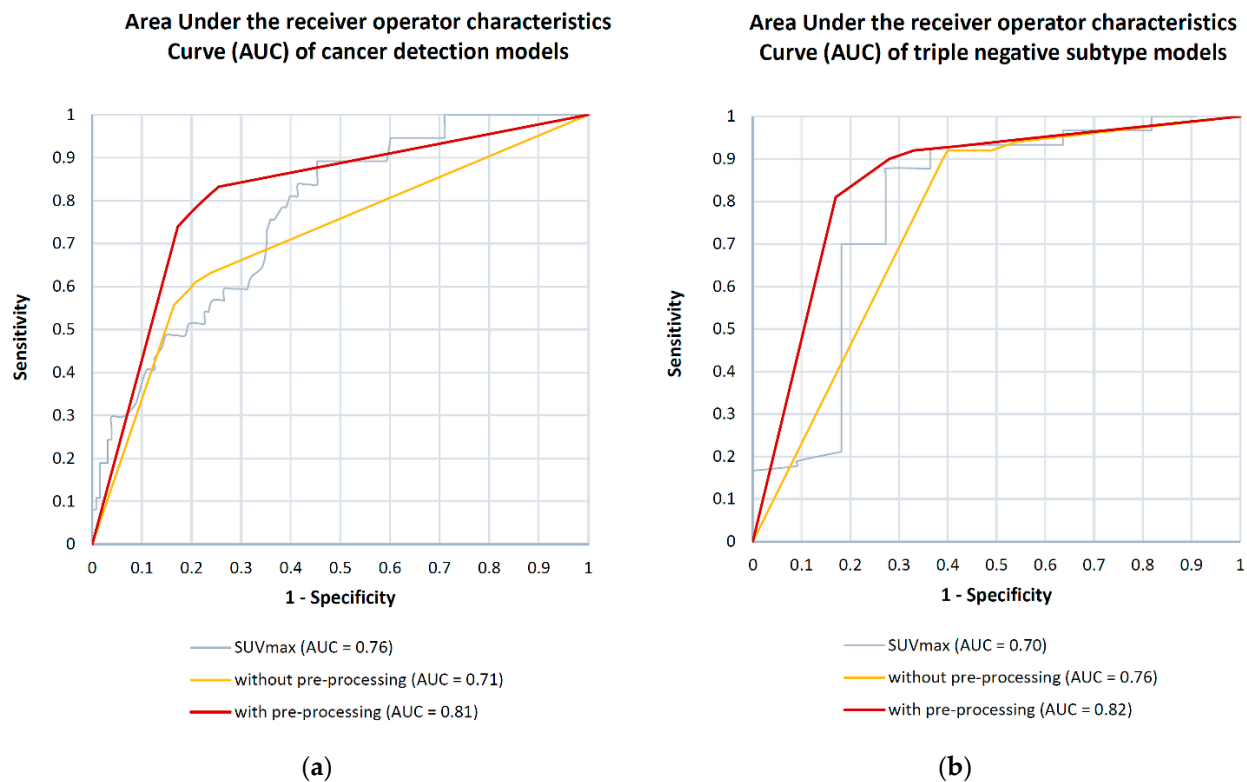 Area Under the receiver operator characteristics
Curve (AUC) of cancer detection models
1
0.9
0.8
0.7
0.6
0.5
0.4
0.3
0.2
0.1
0
Sensitivity
0 0.1 0.2 0.3 0.4 0.5 0.6 0.7 0.8 0.9 1
1 - Specificity
SUVmax (AUC = 0.76)
without pre-processing (AUC = 0.71)
with pre-processing (AUC = 0.81)
(a)
Area Under the receiver operator characteristics
Curve (AUC) of triple negative subtype models
1
0.9
0.8
0.7
0.6
0.5
0.4
0.3
0.2
0.1
0
Sensitivity
0 0.1 0.2 0.3 0.4 0.5 0.6 0.7 0.8 0.9 1
1 - Specificity
SUVmax (AUC = 0.70)
without pre-processing (AUC = 0.76)
with pre-processing (AUC = 0.82)
(b)